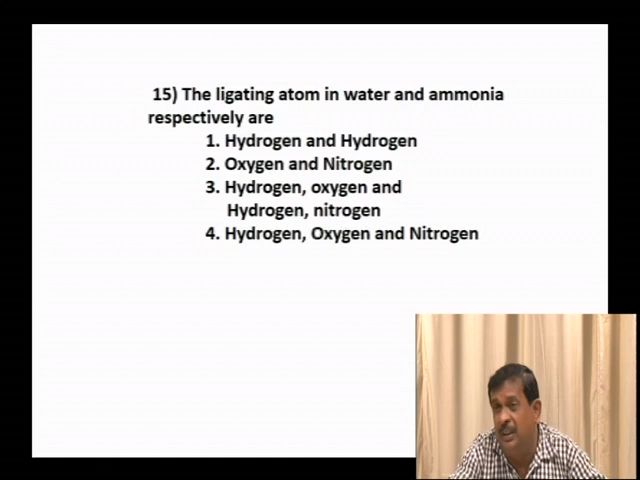 15) The ligating atom in water and ammonia
respectively are
1. Hydrogen and Hydrogen
2. Oxygen and Nitrogen
3. Hydrogen, oxygen and
Hydrogen, nitrogen
4. Hydrogen, Oxygen and Nitrogen